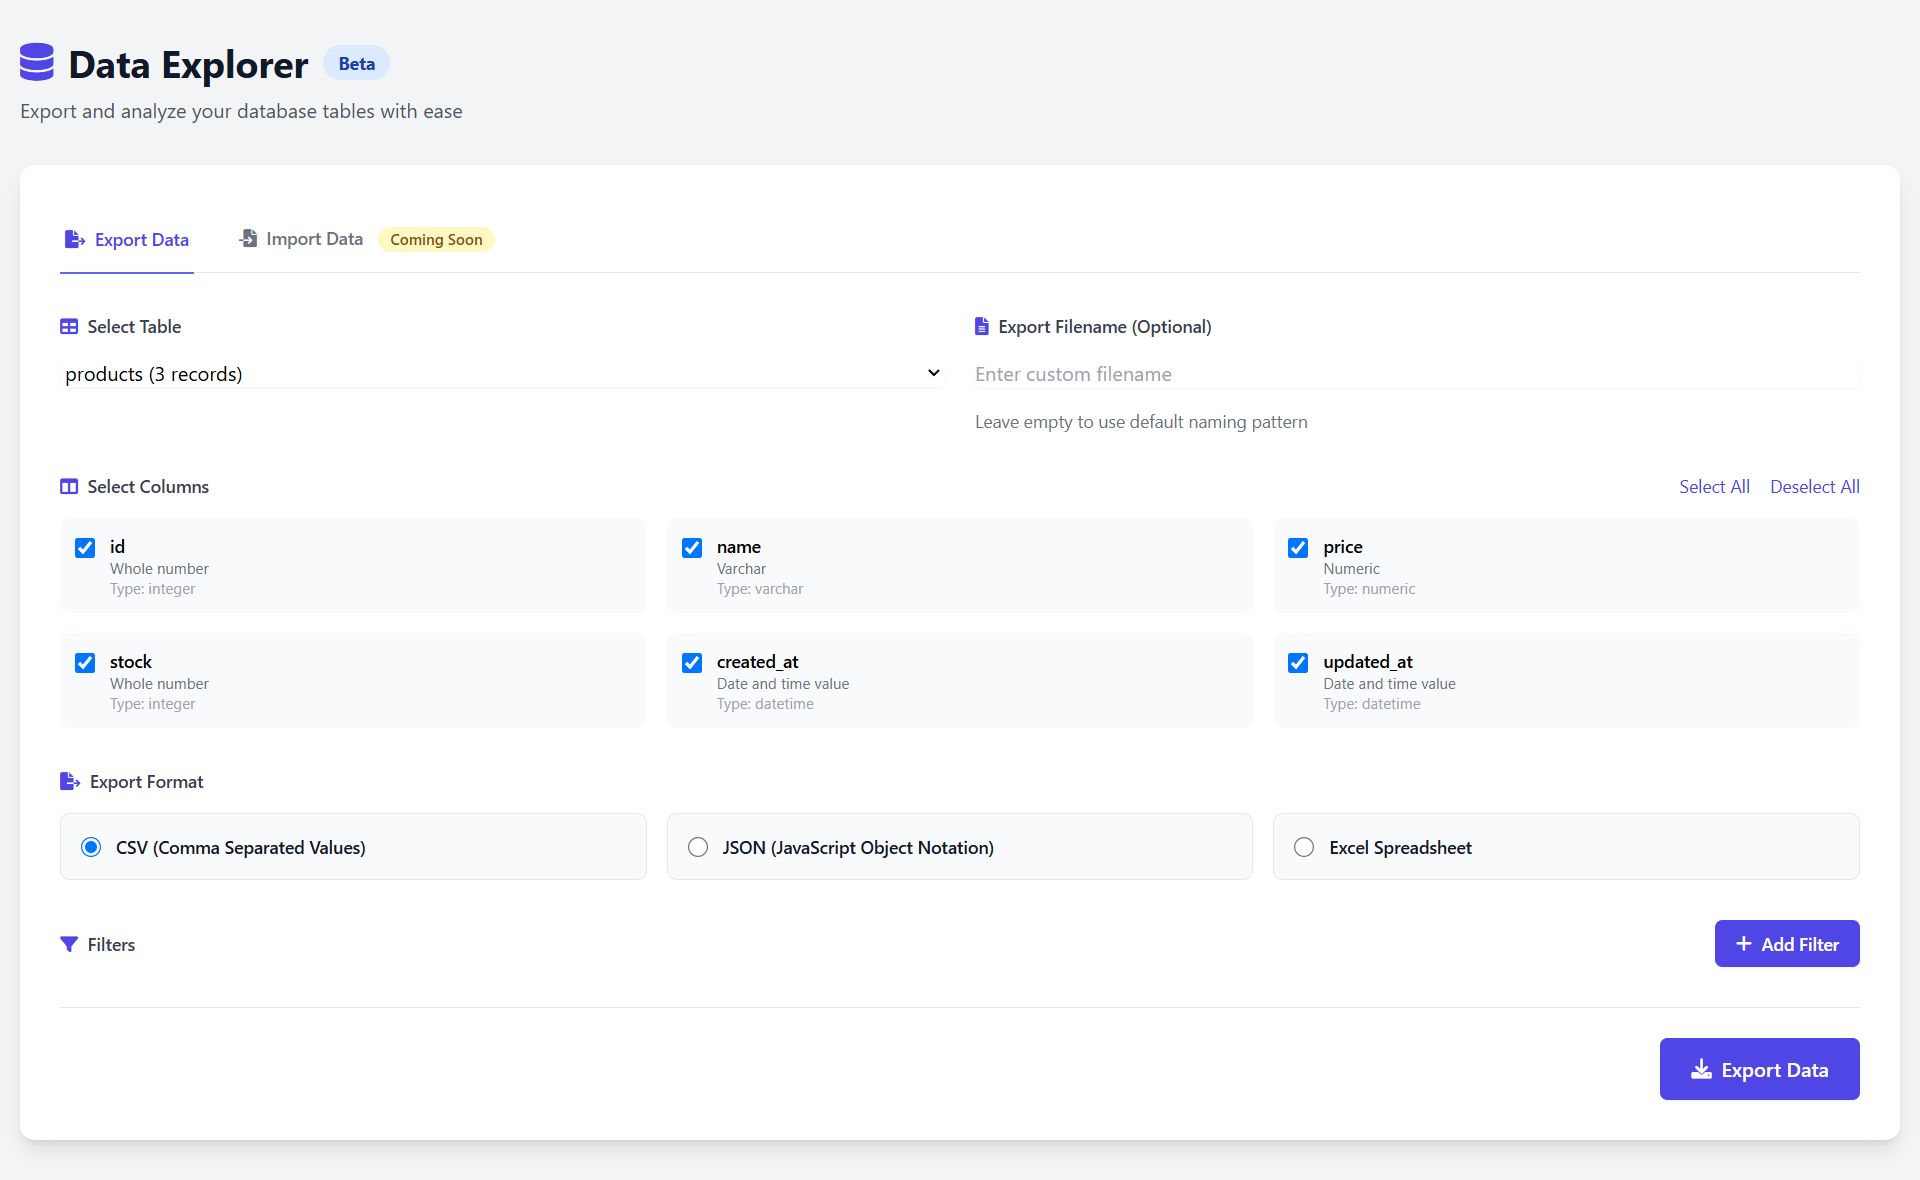 Data Explorer Beta
Export and analyze your database tables with ease
Export Data Import Data Coming Soon
Select Table
products (3 records)
Export Filename (Optional)
Enter custom filename
Leave empty to use default naming pattern
Select Columns Select All Deselect All
id
Whole number
Type: integer
name
Varchar
Type: varchar
price
Numeric
Type: numeric
stock
Whole number
Type: integer
created_at
Date and time value
Type: datetime
updated_at
Date and time value
Type: datetime
Export Format
CSV (Comma Separated Values)
JSON (JavaScript Object Notation)
Excel Spreadsheet
Filters
Add Filter
Export Data